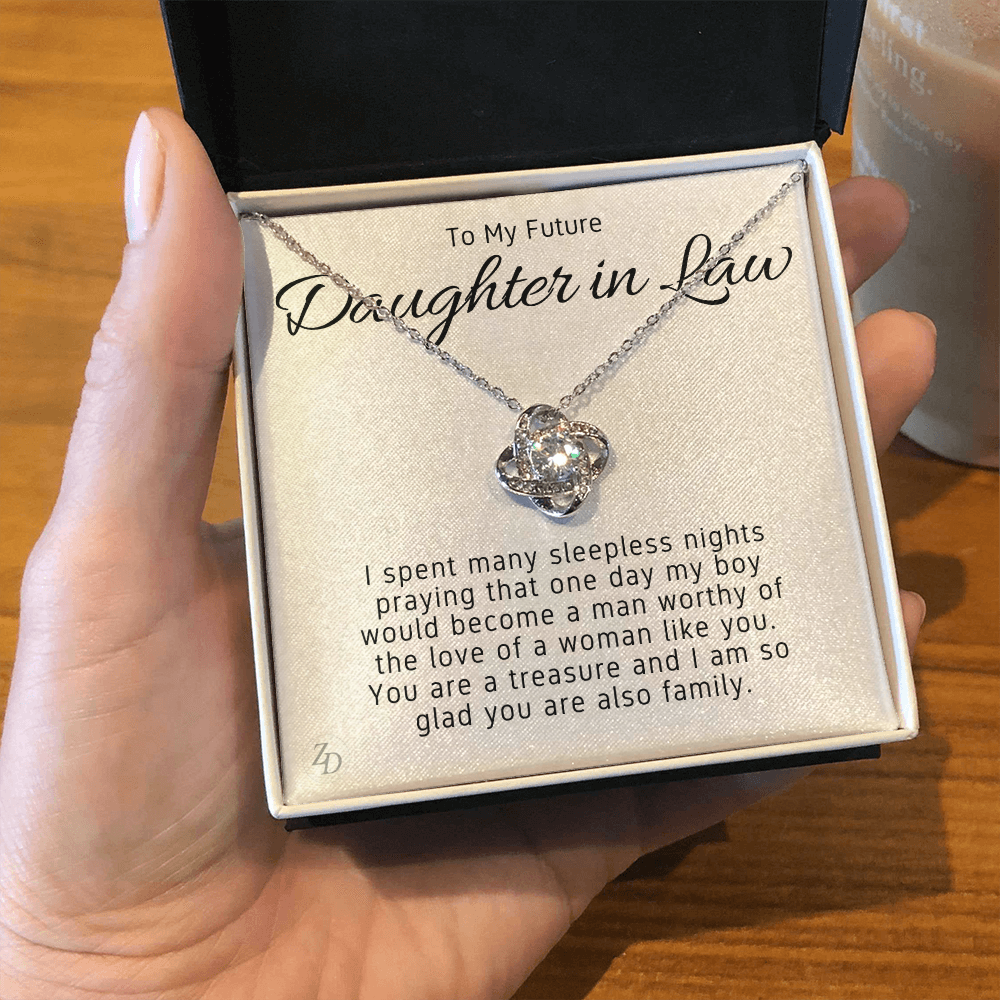 To My Future
Daughter in Law
I spent many sleepless nights
praying that one day my boy
would become a man worthy of
the love of a woman like you.
You are a treasure and I am so
glad you are also family.
ZD
first